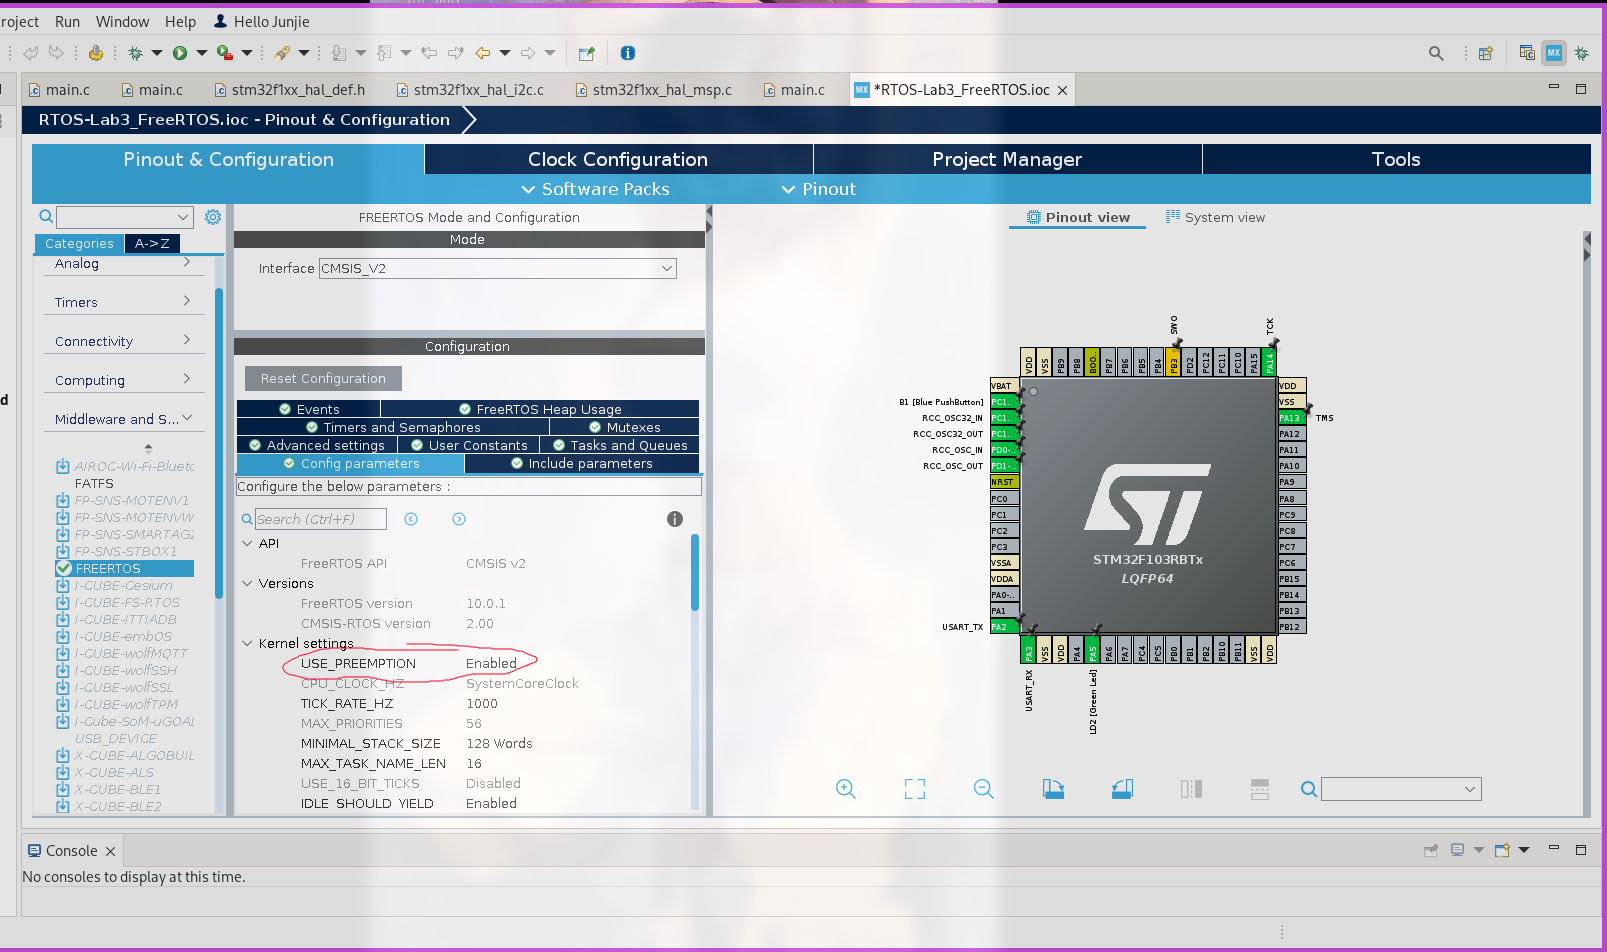 roject Run Window Help Hello Junjie
main.c main.c stm32f1xx_hal_def.h stm32f1xx_hal_i2c.c stm32f1xx_hal_msp.c main.c MX *RTOS-Lab3_FreeRTOS.ioc
RTOS-Lab3_FreeRTOS.ioc - Pinout & Configuration
Pinout & Configuration Clock Configuration Project Manager Tools
Software Packs Pinout
Categories A->Z
Analog
Timers
Connectivity
Computing
Middleware and S...
AIROC-Wi-Fi-Bluetc
FATFS
FP-SNS-MOTENV1
FP-SNS-MOTENVW
FP-SNS-SMARTAG2
FP-SNS-STBOX1
FREERTOS
I-CUBE-Cesium
I-CUBE-FS-RTOS
I-CUBE-ITTIADB
I-CUBE-embOS
I-CUBE-wolfMQTT
I-CUBE-wolfSSH
I-CUBE-wolfSSL
I-CUBE-wolfTPM
I-Cube-SoM-uGOAL
USB_DEVICE
X-CUBE-ALGOBUIL
X-CUBE-ALS
X-CUBE-BLE1
X-CUBE-BLE2
FREERTOS Mode and Configuration
Mode
Interface CMSIS_V2
Configuration
Reset Configuration
Events FreeRTOS Heap Usage
Timers and Semaphores Mutexes
Advanced settings User Constants Tasks and Queues
Config parameters Include parameters
Configure the below parameters :
Search (Ctrl+F)
API
FreeRTOS API CMSIS v2
Versions
FreeRTOS version 10.0.1
CMSIS-RTOS version 2.00
Kernel settings
USE_PREEMPTION Enabled
CPU_CLOCK_HZ SystemCoreClock
TICK_RATE_HZ 1000
MAX_PRIORITIES 56
MINIMAL_STACK_SIZE 128 Words
MAX_TASK_NAME_LEN 16
USE_16_BIT_TICKS Disabled
IDLE_SHOULD_YIELD Enabled
Pinout view System view
SWO TCK
VDD VSS PB9 PB8 BOO.. PB7 PB6 PB5 PB4 PB3 PD2 PC12 PC11 PC10 PA15 PA14
VBAT
B1 [Blue PushButton] PC1..
RCC_OSC32_IN PC1..
RCC_OSC32_OUT PC1..
RCC_OSC_IN PD0-..
RCC_OSC_OUT PD1-..
NRST
PC0
PC1
PC2
PC3
VSSA
VDDA
PA0-..
PA1
USART_TX PA2
STM32F103RBTx
LQFP64
VDD
VSS
PA13 TMS
PA12
PA11
PA10
PA9
PA8
PC9
PC8
PC7
PC6
PB15
PB14
PB13
PB12
PA3 VSS VDD PA4 PA5 PA6 PA7 PC4 PC5 PB0 PB1 PB2 PB10 PB11 VSS VDD
USART_RX LD2 [Green Led]
Console
No consoles to display at this time.